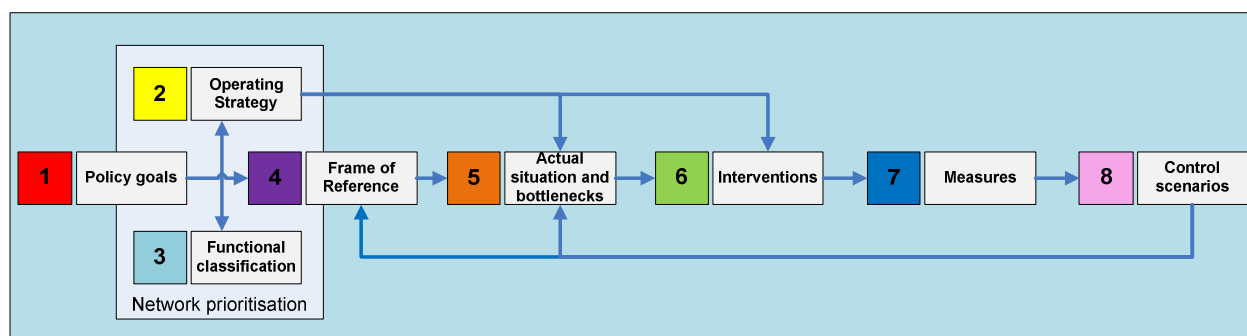 2
Operating
Strategy
1
Policy goals
4
Frame of
Reference
5
Actual
situation and
bottlenecks
6
Interventions
7
Measures
8
Control
scenarios
3
Functional
classification
Network prioritisation